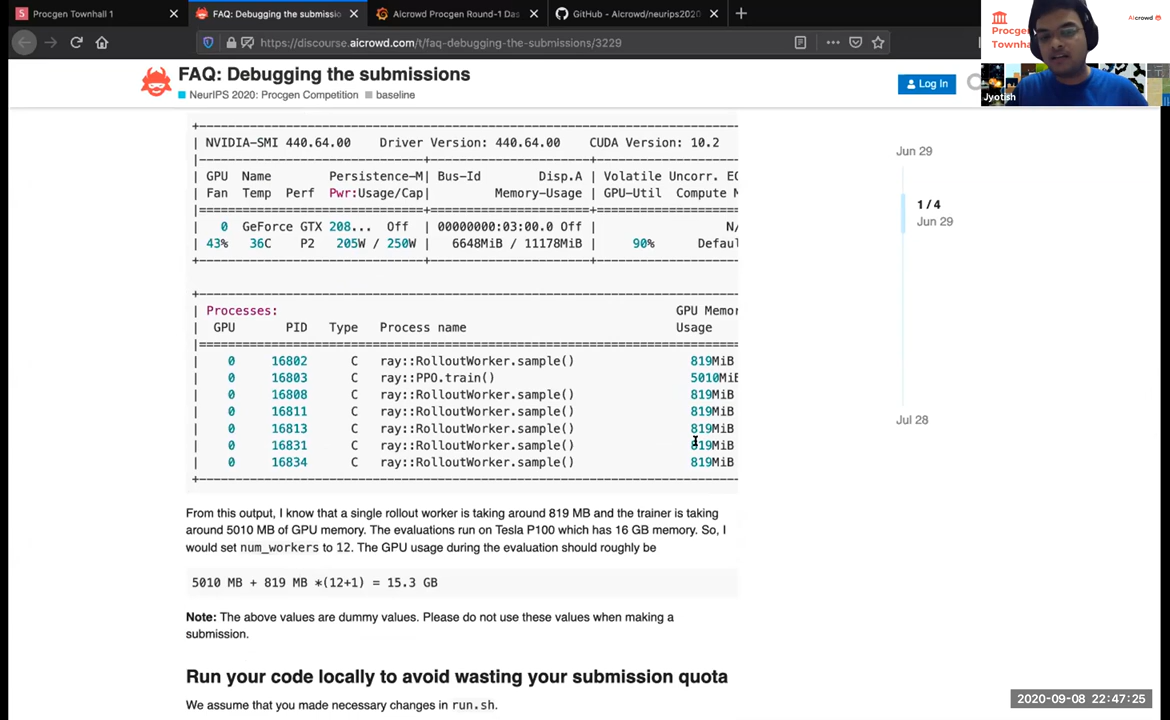 Procgen Townhall 1
FAQ: Debugging the submissio
AIcrowd Procgen Round-1 Das
GitHub - AIcrowd/neurips2020
https://discourse.aicrowd.com/t/faq-debugging-the-submissions/3229
FAQ: Debugging the submissions
NeurIPS 2020: Procgen Competition baseline
Log In
Procgen
Townhall
AIcrowd
Jyotish
NVIDIA-SMI 440.64.00 Driver Version: 440.64.00 CUDA Version: 10.2
GPU Name Persistence-M| Bus-Id Disp.A | Volatile Uncorr. EC
Fan Temp Perf Pwr:Usage/Cap| Memory-Usage | GPU-Util Compute M
0 GeForce GTX 208... Off | 00000000:03:00.0 Off | N/
43% 36C P2 205W / 250W | 6648MiB / 11178MiB | 90% Defaul
Processes: GPU Memor
GPU PID Type Process name Usage
0 16802 C ray::RolloutWorker.sample() 819MiB
0 16803 C ray::PPO.train() 5010MiB
0 16808 C ray::RolloutWorker.sample() 819MiB
0 16811 C ray::RolloutWorker.sample() 819MiB
0 16813 C ray::RolloutWorker.sample() 819MiB
0 16831 C ray::RolloutWorker.sample() 819MiB
0 16834 C ray::RolloutWorker.sample() 819MiB
From this output, I know that a single rollout worker is taking around 819 MB and the trainer is taking
around 5010 MB of GPU memory. The evaluations run on Tesla P100 which has 16 GB memory. So, I
would set num_workers to 12. The GPU usage during the evaluation should roughly be
5010 MB + 819 MB *(12+1) = 15.3 GB
Note: The above values are dummy values. Please do not use these values when making a
submission.
Run your code locally to avoid wasting your submission quota
We assume that you made necessary changes in run.sh.
Jun 29
1 / 4
Jun 29
Jul 28
2020-09-08 22:47:25